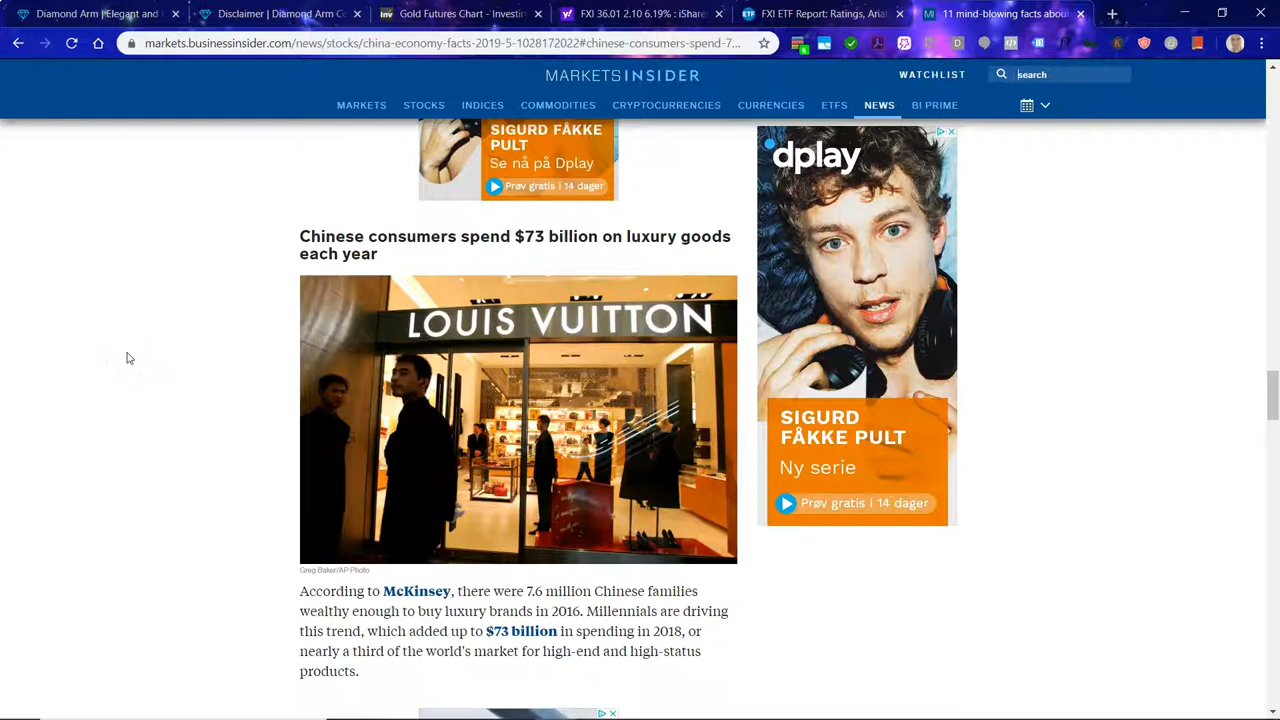 Diamond Arm | Elegant and C
Disclaimer | Diamond Arm Co
Gold Futures Chart - Investin
FXI 36.01 2.10 6.19% : iShare
FXI ETF Report: Ratings, Anal
11 mind-blowing facts about
markets.businessinsider.com/news/stocks/china-economy-facts-2019-5-1028172022#chinese-consumers-spend-7...
MARKETS INSIDER
WATCHLIST
search
MARKETS STOCKS INDICES COMMODITIES CRYPTOCURRENCIES CURRENCIES ETFS NEWS BI PRIME
SIGURD FÅKKE
PULT
Se nå på Dplay
Prøv gratis i 14 dager
dplay
SIGURD
FÅKKE PULT
Ny serie
Prøv gratis i 14 dager
Chinese consumers spend $73 billion on luxury goods
each year
LOUIS VUITTON
Greg Baker/AP Photo
According to McKinsey, there were 7.6 million Chinese families
wealthy enough to buy luxury brands in 2016. Millennials are driving
this trend, which added up to $73 billion in spending in 2018, or
nearly a third of the world's market for high-end and high-status
products.